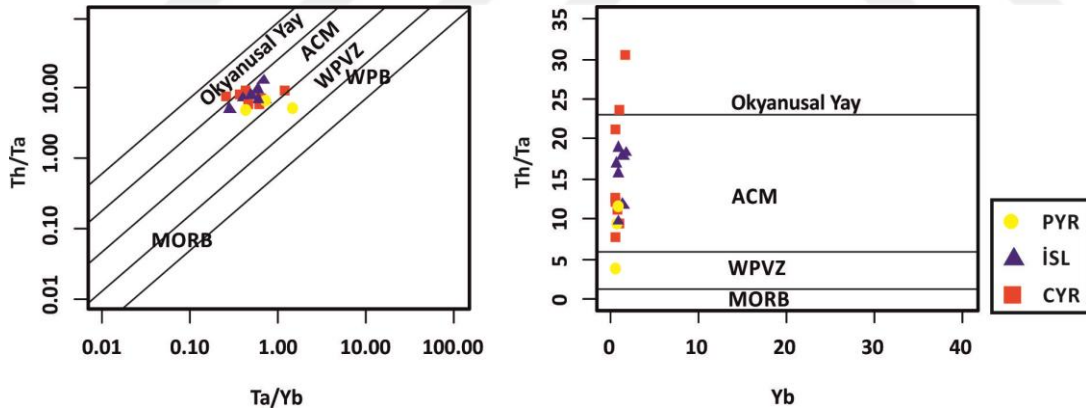 Th/Ta
10.00
1.00
0.10
0.01
Okyanusal Yay
ACM
WPVZ
WPB
MORB
0.01 0.10 1.00 10.00 100.00
Ta/Yb
Th/Ta
35
30
25
20
15
10
5
0
Okyanusal Yay
ACM
WPVZ
MORB
0 10 20 30 40
Yb
PYR
İSL
CYR